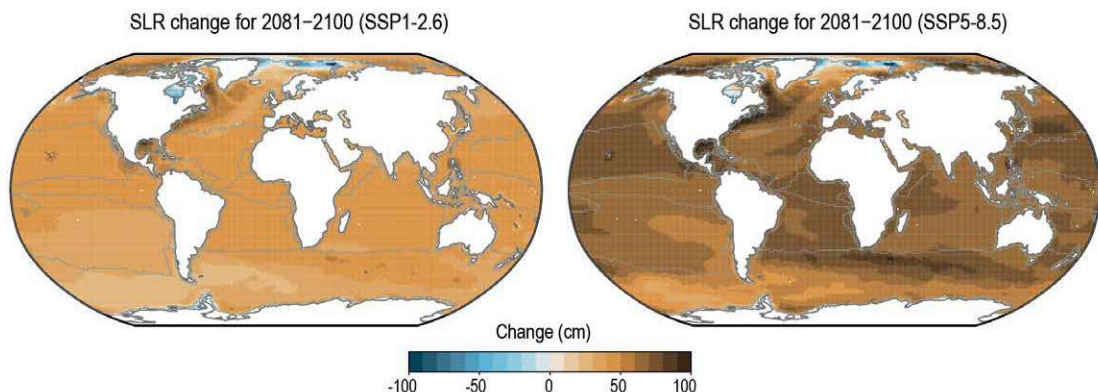 SLR change for 2081–2100 (SSP1-2.6)
SLR change for 2081–2100 (SSP5-8.5)
Change (cm)
-100 -50 0 50 100